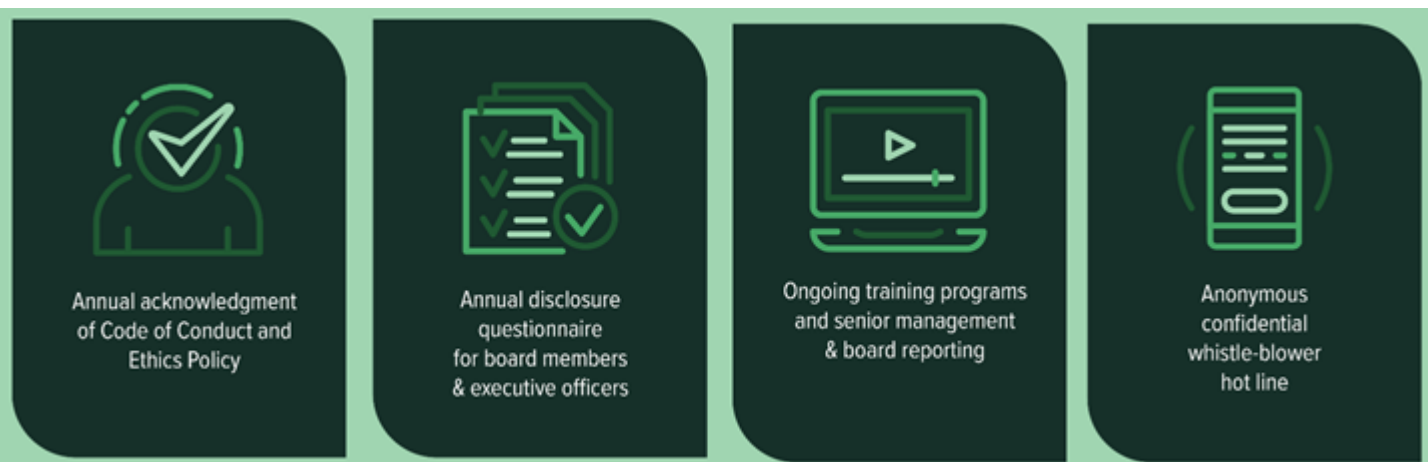 Annual acknowledgment
of Code of Conduct and
Ethics Policy
Annual disclosure
questionnaire
for board members
& executive officers
Ongoing training programs
and senior management
& board reporting
Anonymous
confidential
whistle-blower
hot line